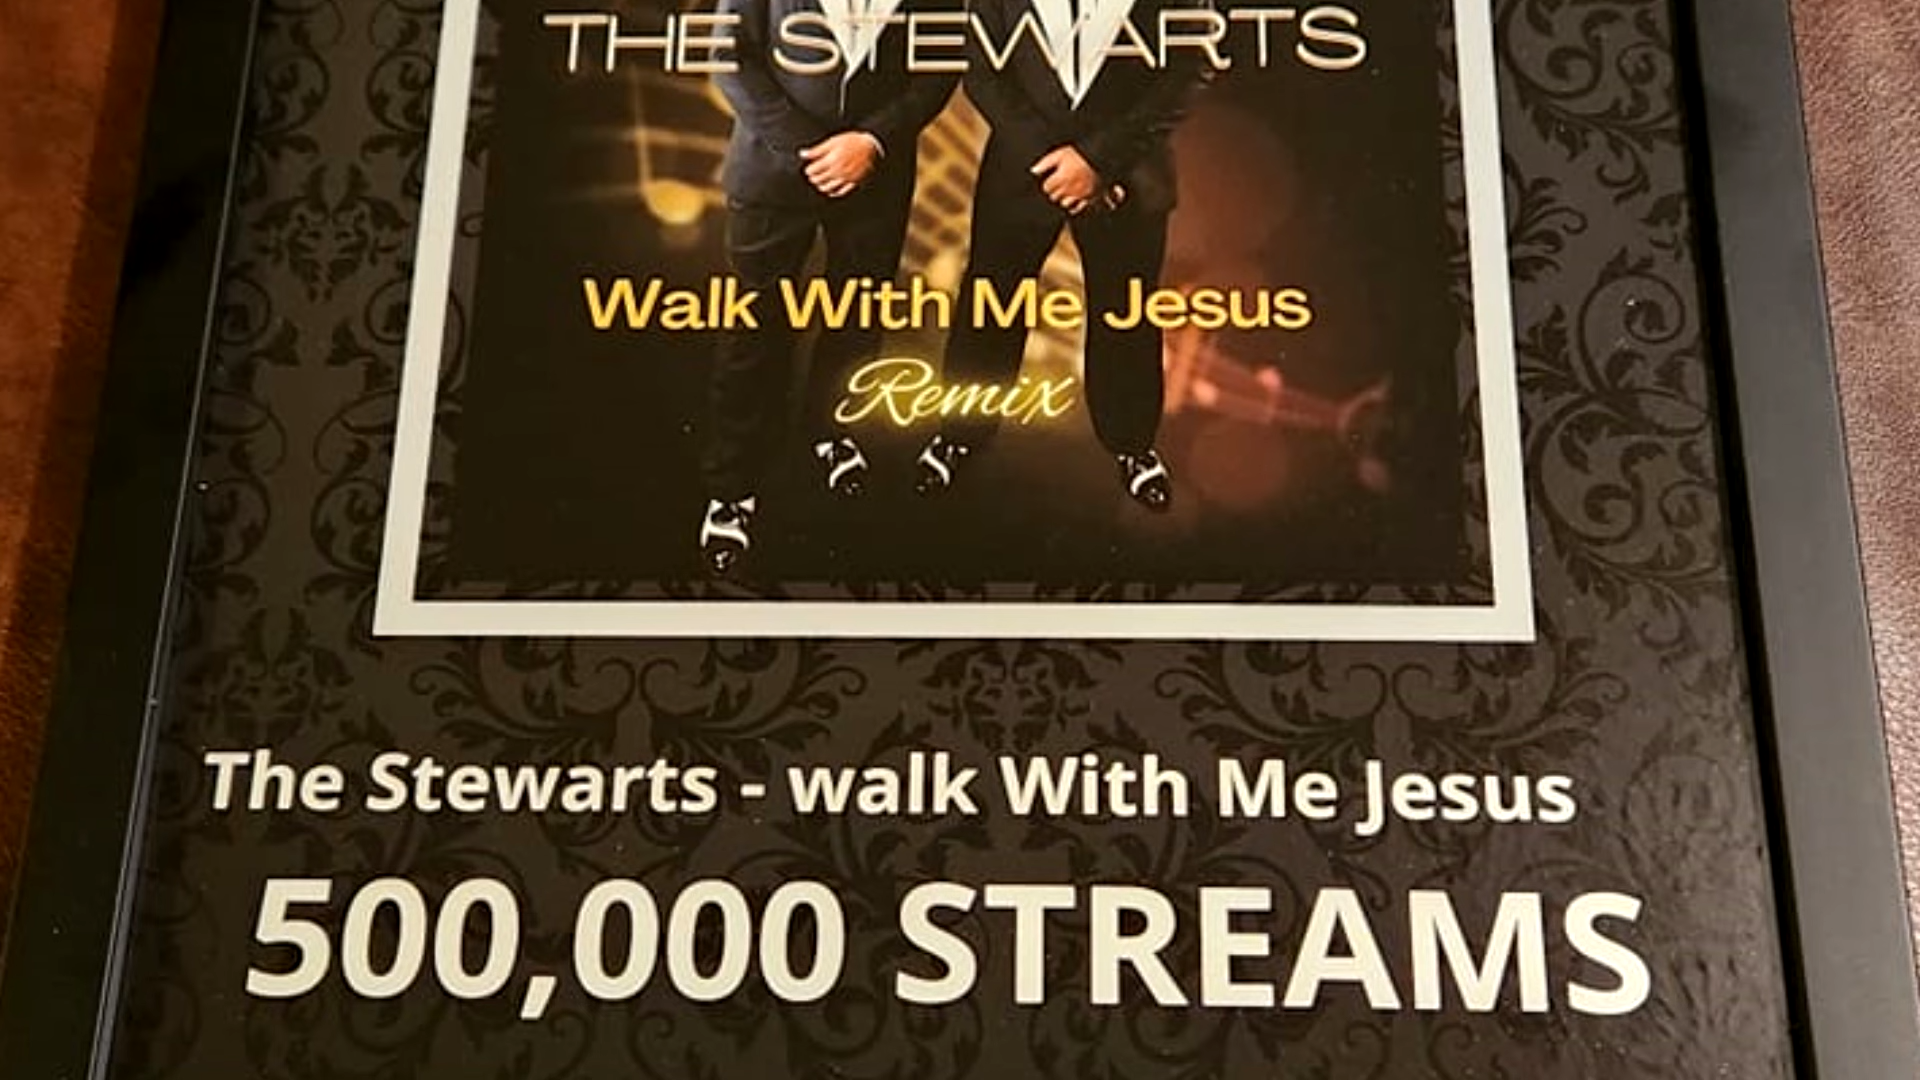 THE STEWARTS
Walk With Me Jesus
Remix
The Stewarts - walk With Me Jesus
500,000 STREAMS